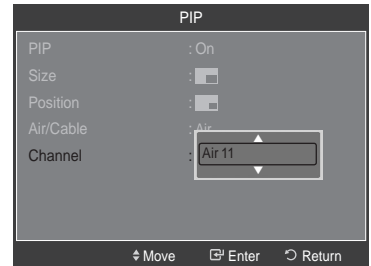 PIP
PIP : On
Size :
Position :
Air/Cable : Air
Channel : Air 11
Move Enter Return